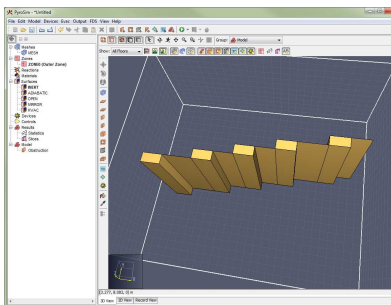 PyroSim - *Untitled
File Edit Model Devices Evac Output FDS View Help
Group: Model
Show: All Floors
Meshes
MESH
Zones
ZONE0 (Outer Zone)
Reactions
Materials
Surfaces
INERT
ADIABATIC
OPEN
MIRROR
HVAC
Devices
Controls
Results
Statistics
Slices
Model
Obstruction
3D View 2D View Record View